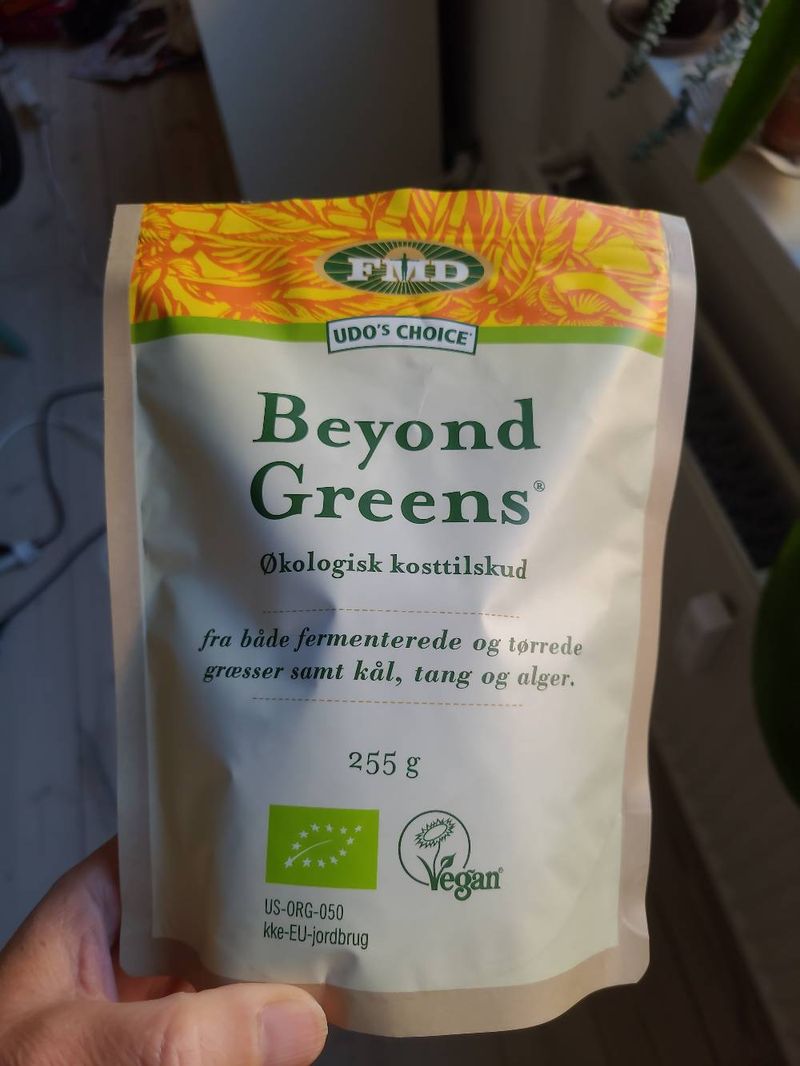 FMD
UDO'S CHOICE®
Beyond
Greens®
Økologisk kosttilskud
fra både fermenterede og tørrede
græsser samt kål, tang og alger.
255 g
Vegan®
US-ORG-050
kke-EU-jordbrug